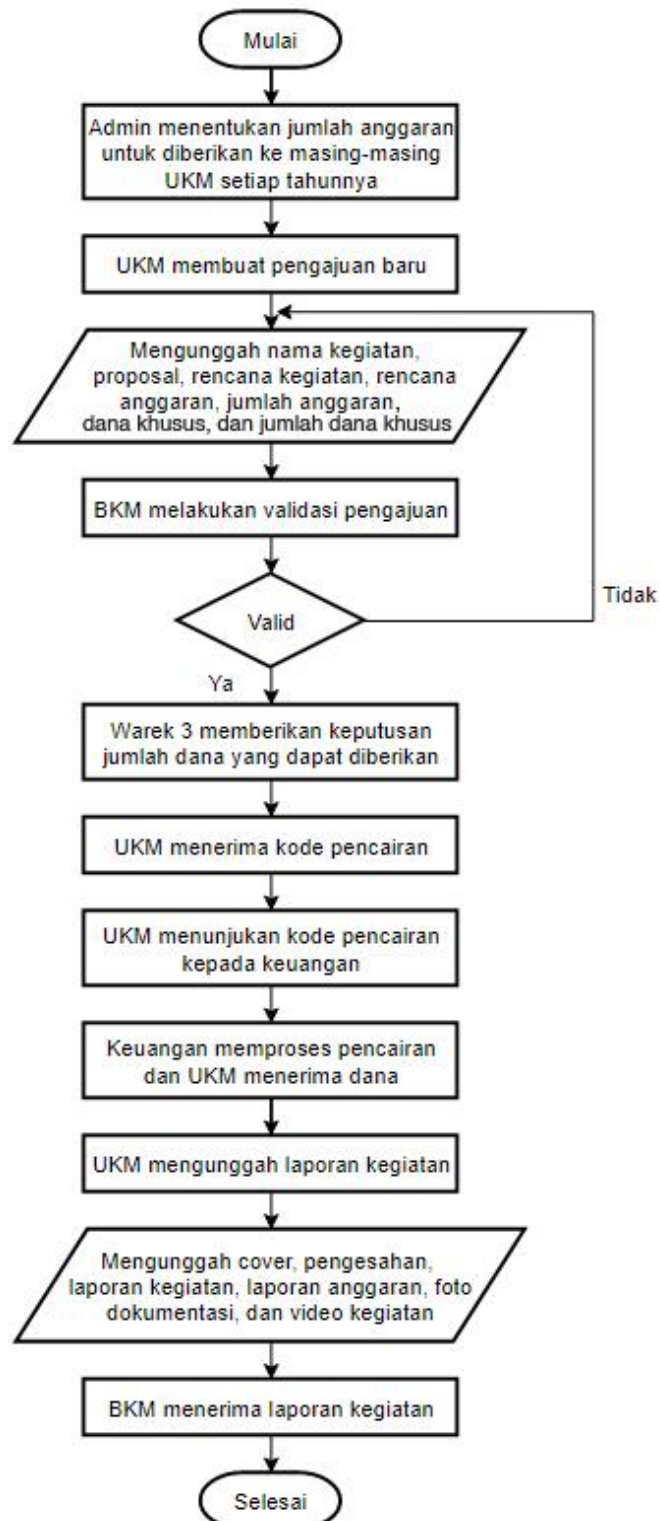 Mulai
Admin menentukan jumlah anggaran
untuk diberikan ke masing-masing
UKM setiap tahunnya
UKM membuat pengajuan baru
Mengunggah nama kegiatan,
proposal, rencana kegiatan, rencana
anggaran, jumlah anggaran,
dana khusus, dan jumlah dana khusus
BKM melakukan validasi pengajuan
Valid
Tidak
Ya
Warek 3 memberikan keputusan
jumlah dana yang dapat diberikan
UKM menerima kode pencairan
UKM menunjukan kode pencairan
kepada keuangan
Keuangan memproses pencairan
dan UKM menerima dana
UKM mengunggah laporan kegiatan
Mengunggah cover, pengesahan,
laporan kegiatan, laporan anggaran, foto
dokumentasi, dan video kegiatan
BKM menerima laporan kegiatan
Selesai